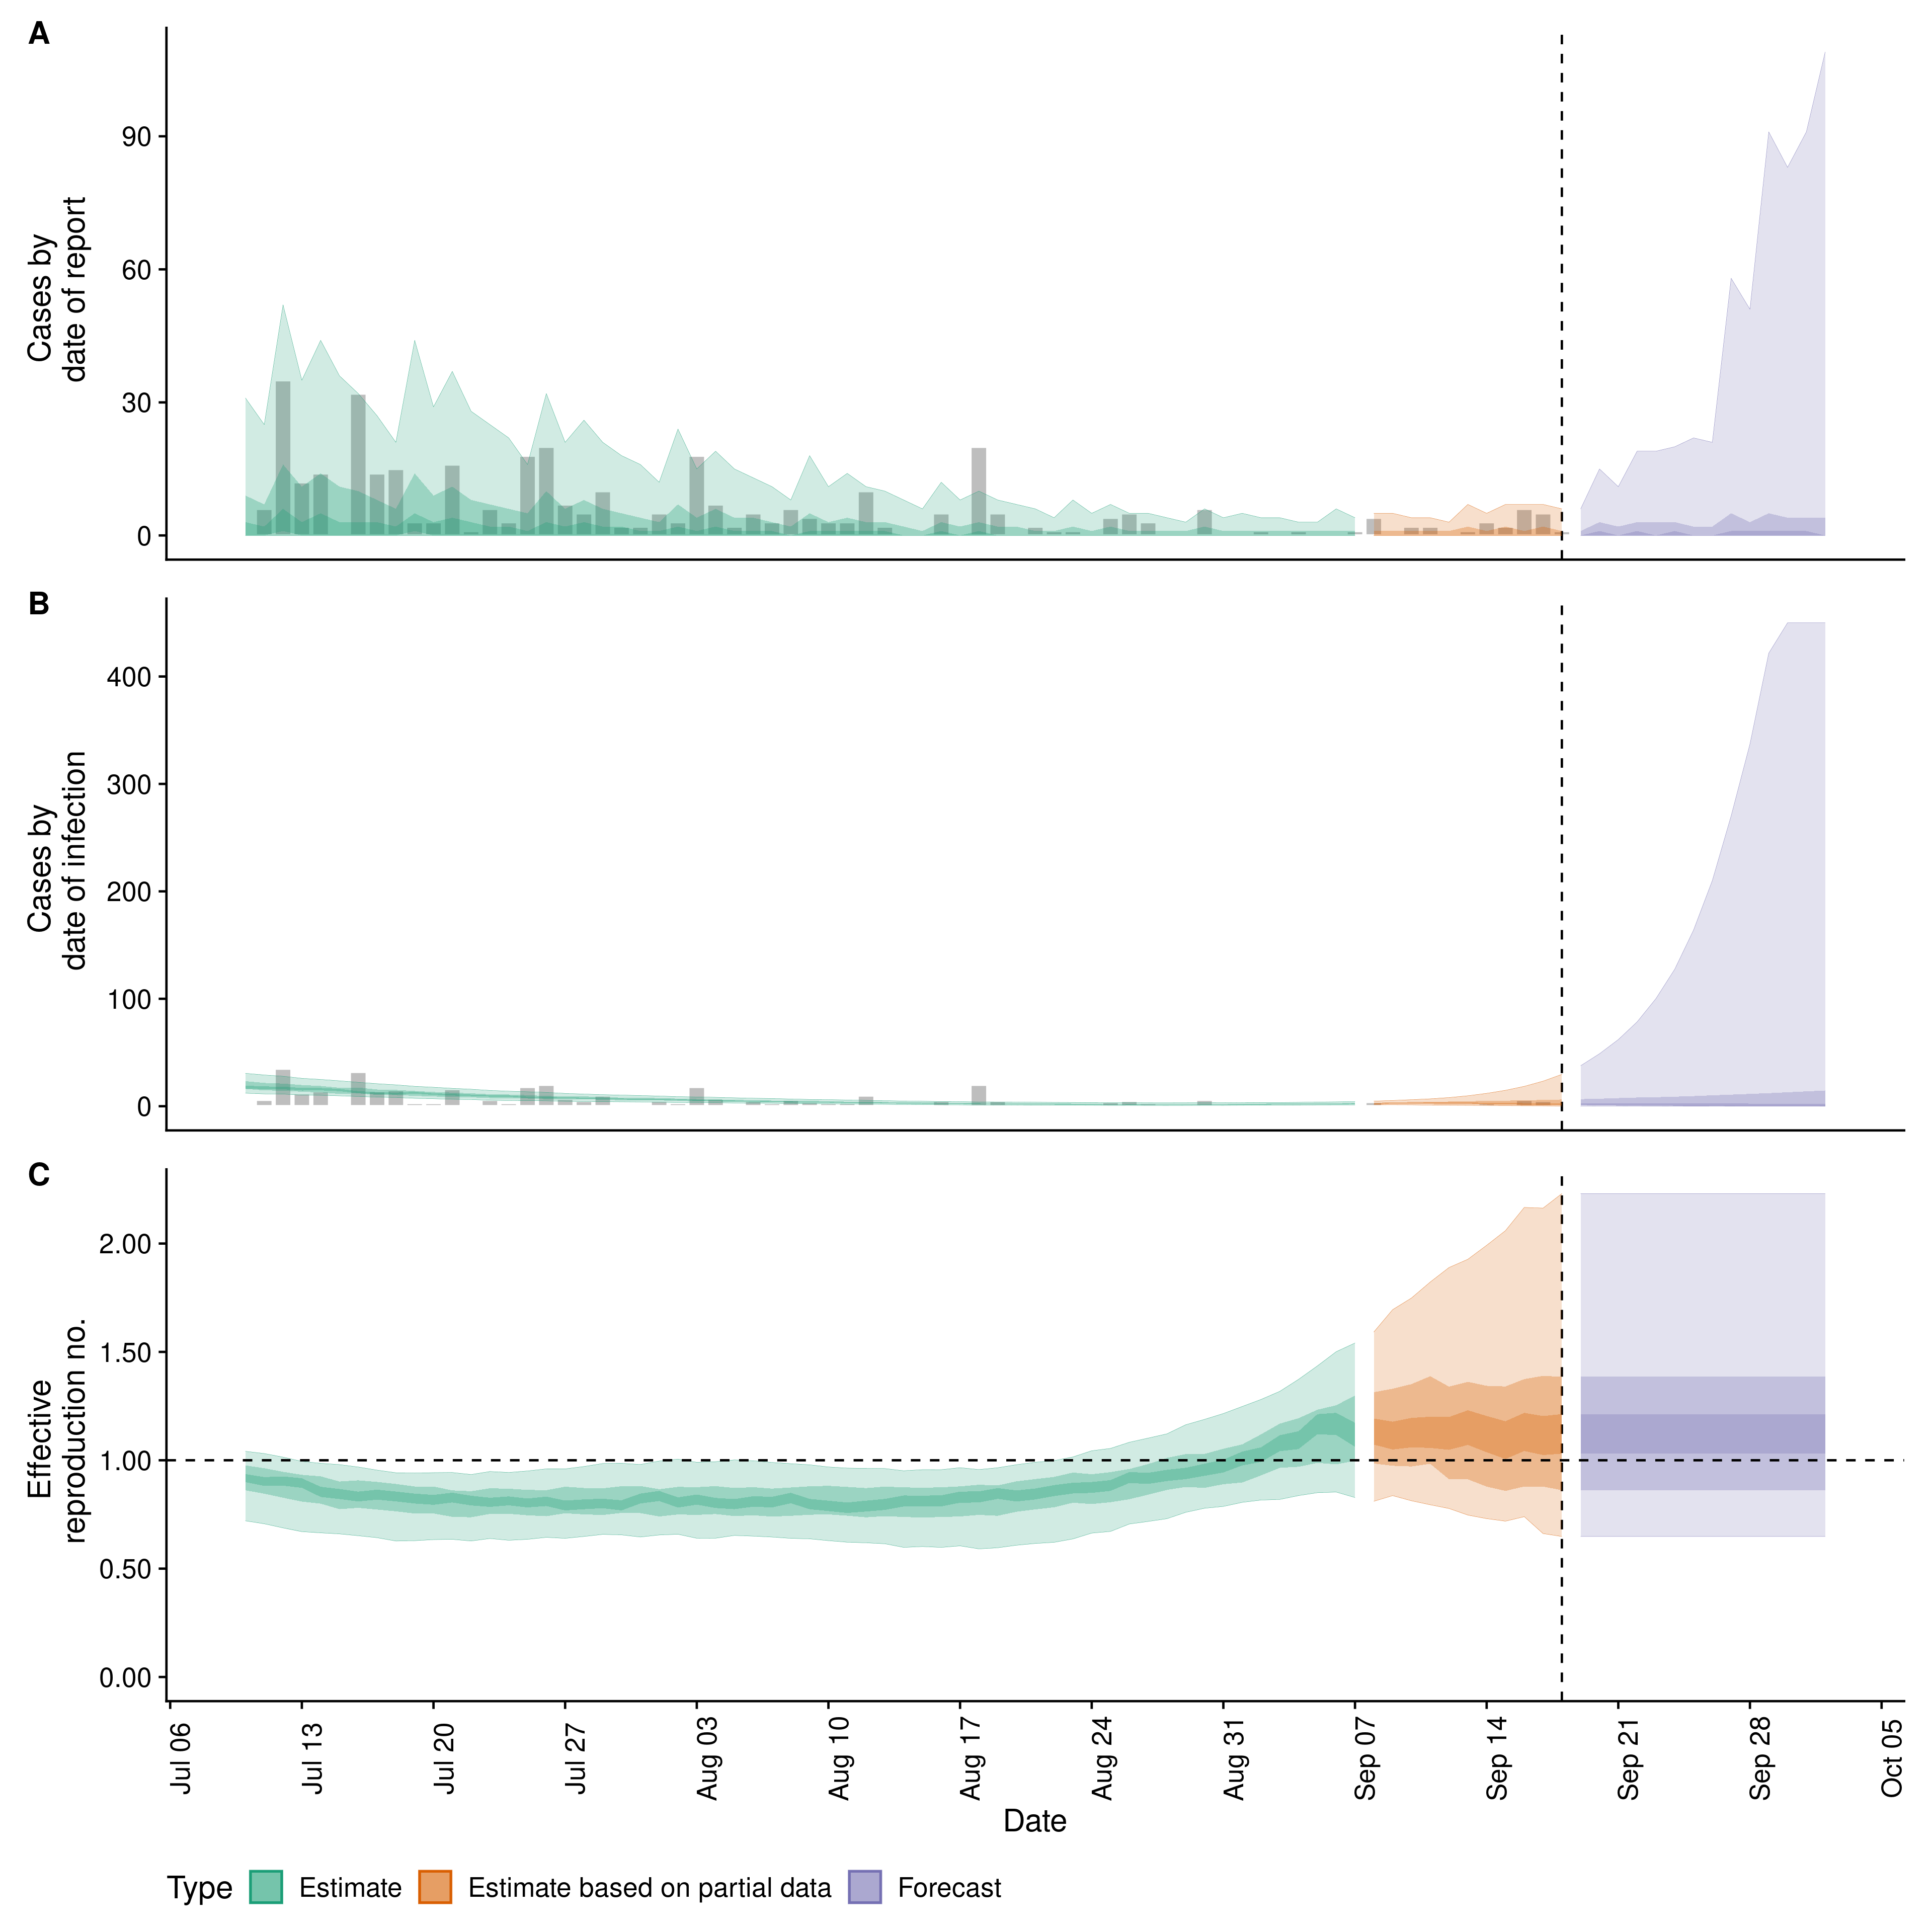 A
Cases by
date of report
90
60
30
0
B
Cases by
date of infection
400
300
200
100
0
C
Effective
reproduction no.
2.00
1.50
1.00
0.50
0.00
Jul 06
Jul 13
Jul 20
Jul 27
Aug 03
Aug 10
Aug 17
Aug 24
Aug 31
Sep 07
Sep 14
Sep 21
Sep 28
Oct 05
Date
Type Estimate Estimate based on partial data Forecast